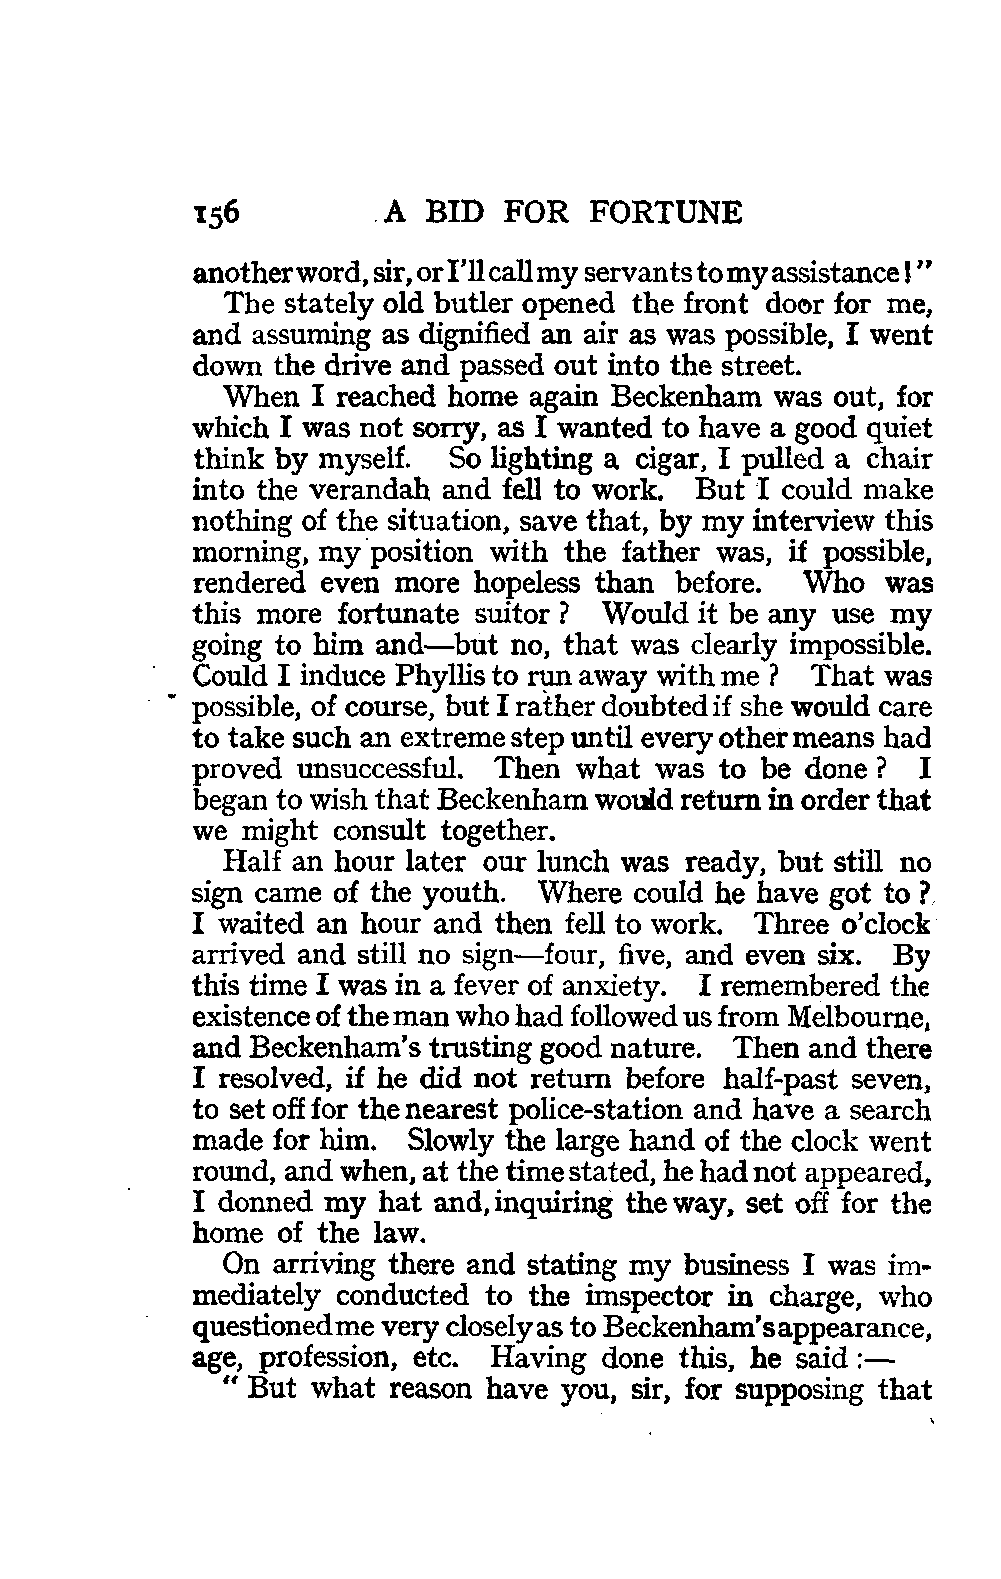 156 A BID FOR FORTUNE
another word, sir, or I'll call my servants to my assistance!"
The stately old butler opened the front door for me,
and assuming as dignified an air as was possible, I went
down the drive and passed out into the street.
When I reached home again Beckenham was out, for
which I was not sorry, as I wanted to have a good quiet
think by myself. So lighting a cigar, I pulled a chair
into the verandah and fell to work. But I could make
nothing of the situation, save that, by my interview this
morning, my position with the father was, if possible,
rendered even more hopeless than before. Who was
this more fortunate suitor? Would it be any use my
going to him and—but no, that was clearly impossible.
Could I induce Phyllis to run away with me? That was
possible, of course, but I rather doubted if she would care
to take such an extreme step until every other means had
proved unsuccessful. Then what was to be done? I
began to wish that Beckenham would return in order that
we might consult together.
Half an hour later our lunch was ready, but still no
sign came of the youth. Where could he have got to?
I waited an hour and then fell to work. Three o'clock
arrived and still no sign—four, five, and even six. By
this time I was in a fever of anxiety. I remembered the
existence of the man who had followed us from Melbourne,
and Beckenham's trusting good nature. Then and there
I resolved, if he did not return before half-past seven,
to set off for the nearest police-station and have a search
made for him. Slowly the large hand of the clock went
round, and when, at the time stated, he had not appeared,
I donned my hat and, inquiring the way, set off for the
home of the law.
On arriving there and stating my business I was im-
mediately conducted to the imspector in charge, who
questioned me very closely as to Beckenham's appearance,
age, profession, etc. Having done this, he said:—
"But what reason have you, sir, for supposing that